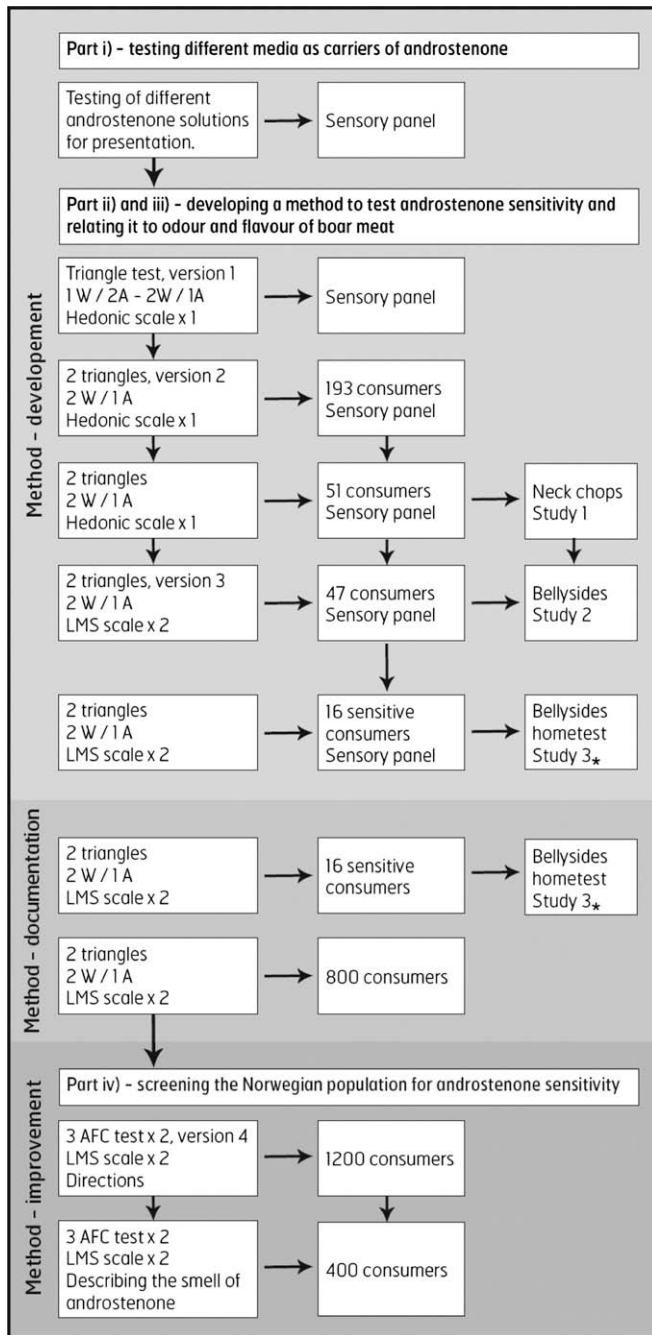 Part i) - testing different media as carriers of androstenone
Testing of different
androstenone solutions
for presentation.
Sensory panel
Part ii) and iii) - developing a method to test androstenone sensitivity and
relating it to odour and flavour of boar meat
Method - developement
Triangle test, version 1
1 W / 2A - 2W / 1A
Hedonic scale x 1
Sensory panel
2 triangles, version 2
2 W / 1 A
Hedonic scale x 1
193 consumers
Sensory panel
2 triangles
2 W / 1 A
Hedonic scale x 1
51 consumers
Sensory panel
Neck chops
Study 1
2 triangles, version 3
2 W / 1 A
LMS scale x 2
47 consumers
Sensory panel
Bellysides
Study 2
2 triangles
2 W / 1 A
LMS scale x 2
16 sensitive
consumers
Sensory panel
Bellysides
hometest
Study 3*
Method - documentation
2 triangles
2 W / 1 A
LMS scale x 2
16 sensitive
consumers
Bellysides
hometest
Study 3*
2 triangles
2 W / 1 A
LMS scale x 2
800 consumers
Method - improvement
Part iv) - screening the Norwegian population for androstenone sensitivity
3 AFC test x 2, version 4
LMS scale x 2
Directions
1200 consumers
3 AFC test x 2
LMS scale x 2
Describing the smell of
androstenone
400 consumers